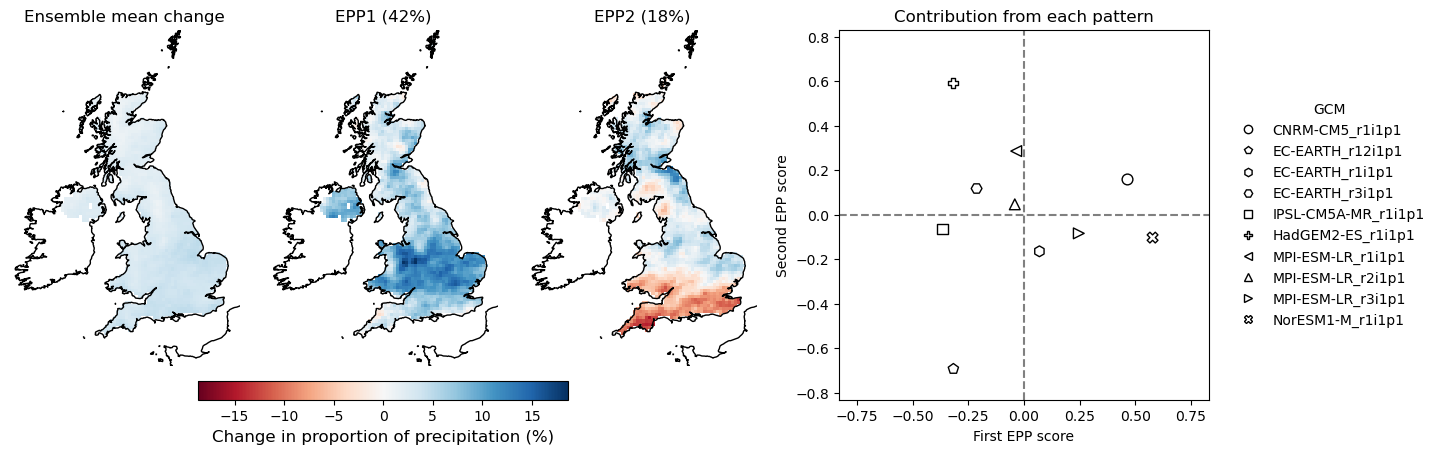 Ensemble mean change
EPP1 (42%)
EPP2 (18%)
−15 −10 −5 0 5 10 15
Change in proportion of precipitation (%)
Contribution from each pattern
0.8
0.6
0.4
0.2
0.0
−0.2
−0.4
−0.6
−0.8
Second EPP score
−0.75 −0.50 −0.25 0.00 0.25 0.50 0.75
First EPP score
GCM
CNRM-CM5_r1i1p1
EC-EARTH_r12i1p1
EC-EARTH_r1i1p1
EC-EARTH_r3i1p1
IPSL-CM5A-MR_r1i1p1
HadGEM2-ES_r1i1p1
MPI-ESM-LR_r1i1p1
MPI-ESM-LR_r2i1p1
MPI-ESM-LR_r3i1p1
NorESM1-M_r1i1p1